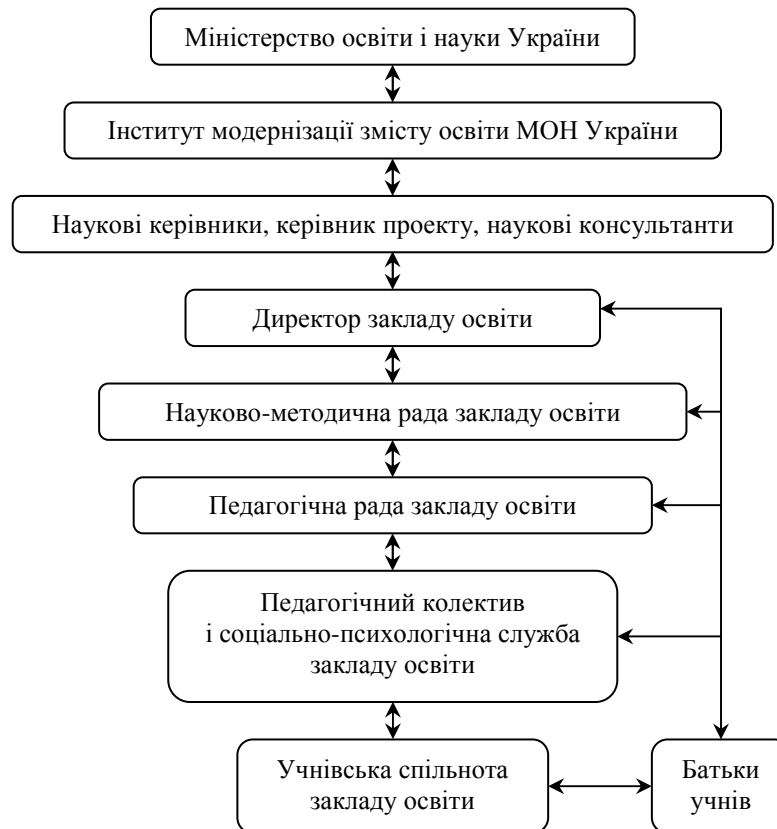 Міністерство освіти і науки України
Інститут модернізації змісту освіти МОН України
Наукові керівники, керівник проекту, наукові консультанти
Директор закладу освіти
Науково-методична рада закладу освіти
Педагогічна рада закладу освіти
Педагогічний колектив
і соціально-психологічна служба
закладу освіти
Учнівська спільнота
закладу освіти
Батьки
учнів